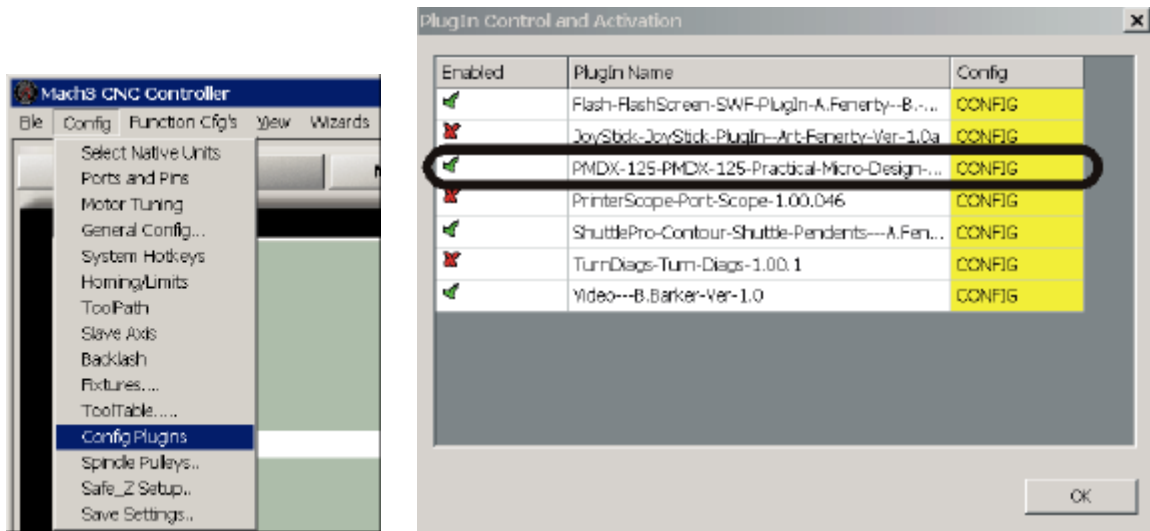 Mach3 CNC Controller
File Config Function Cfg's View Wizards
Select Native Units
Ports and Pins
Motor Tuning
General Config...
System Hotkeys
Homing/Limits
ToolPath
Slave Axis
Backlash
Fixtures....
ToolTable.....
Config Plugins
Spindle Pulleys..
Safe_Z Setup..
Save Settings..
PlugIn Control and Activation
Enabled PlugIn Name Config
Flash-FlashScreen-SWF-PlugIn-A.Fenerty--B.-... CONFIG
JoyStick-JoyStick-PlugIn--Art-Fenerty-Ver-1.0a CONFIG
PMDX-125-PMDX-125-Practical-Micro-Design-... CONFIG
PrinterScope-Port-Scope-1.00.046 CONFIG
ShuttlePro-Contour-Shuttle-Pendents---A.Fen... CONFIG
TurnDiags-Turn-Diags-1.00.1 CONFIG
Video---B.Barker-Ver-1.0 CONFIG
OK